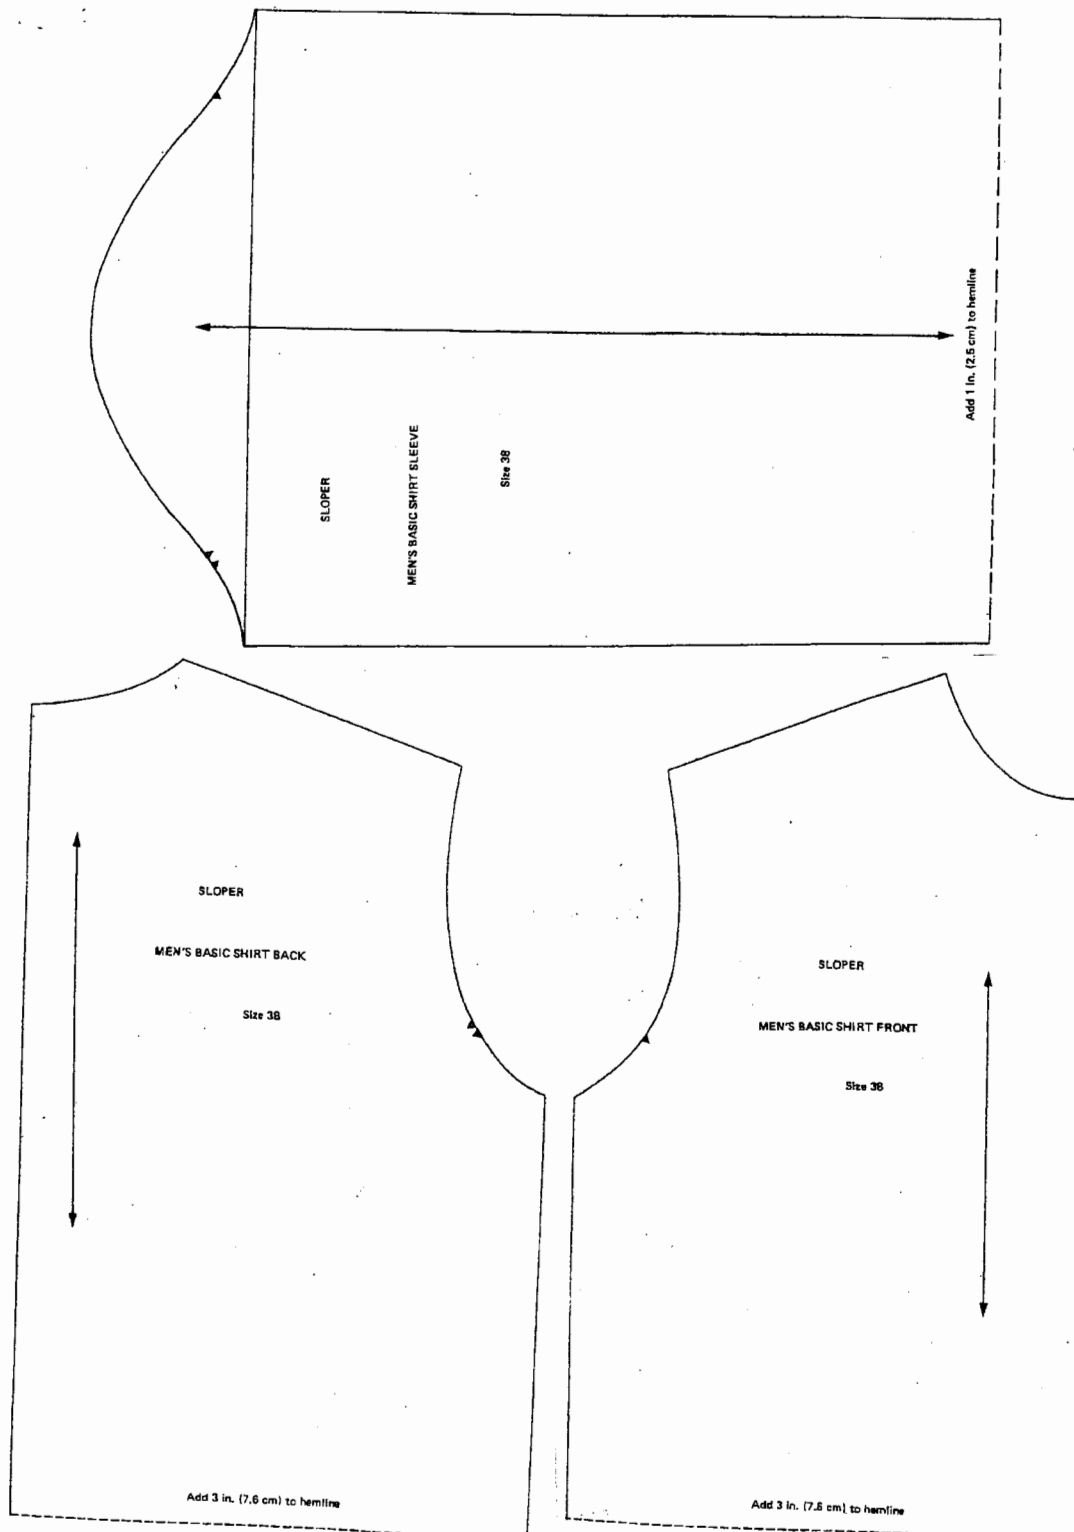 SLOPER
MEN'S BASIC SHIRT SLEEVE
Size 38
Add 1 in. (2.5 cm) to hemline
SLOPER
MEN'S BASIC SHIRT BACK
Size 38
Add 3 in. (7.6 cm) to hemline
SLOPER
MEN'S BASIC SHIRT FRONT
Size 38
Add 3 in. (7.6 cm) to hemline